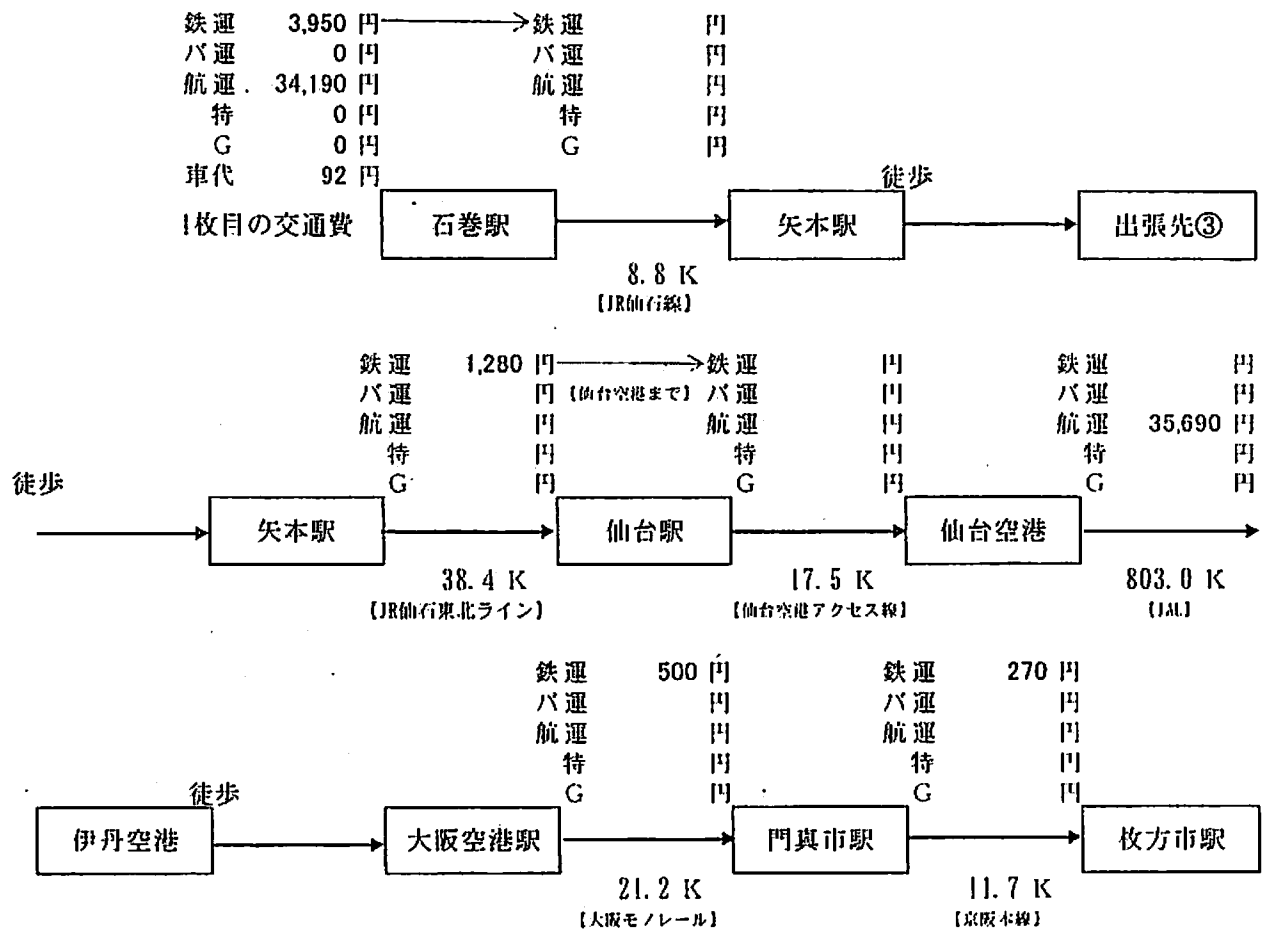 鉄運 3,950 円 鉄運 円
バ運 0 円 バ運 円
航運 34,190 円 航運 円
特 0 円 特 円
G 0 円 G 円
車代 92 円
徒歩
1枚目の交通費 石巻駅 矢本駅 出張先③
8.8 K
【JR仙石線】
鉄運 1,280 円 鉄運 円 鉄運 円
バ運 円 【仙台空港まで】 バ運 円 バ運 円
航運 円 航運 円 航運 35,690 円
特 円 特 円 特 円
徒歩 G 円 G 円 G 円
矢本駅 仙台駅 仙台空港
38.4 K 17.5 K 803.0 K
【JR仙石東北ライン】 【仙台空港アクセス線】 【JAL】
鉄運 500 円 鉄運 270 円
バ運 円 バ運 円
航運 円 航運 円
特 円 特 円
徒歩 G 円 G 円
伊丹空港 大阪空港駅 門真市駅 枚方市駅
21.2 K 11.7 K
【大阪モノレール】 【京阪本線】